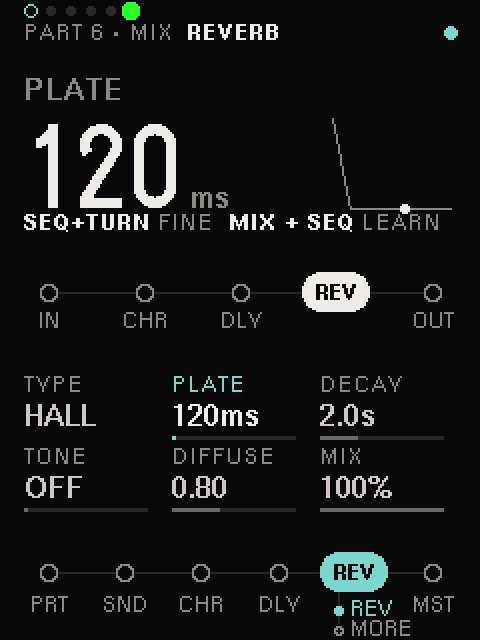 PART 6 · MIX REVERB
PLATE
120 ms
SEQ+TURN FINE MIX + SEQ LEARN
REV
IN CHR DLY OUT
TYPE PLATE DECAY
HALL 120ms 2.0s
TONE DIFFUSE MIX
OFF 0.80 100%
REV
PRT SND CHR DLY REV MST
MORE